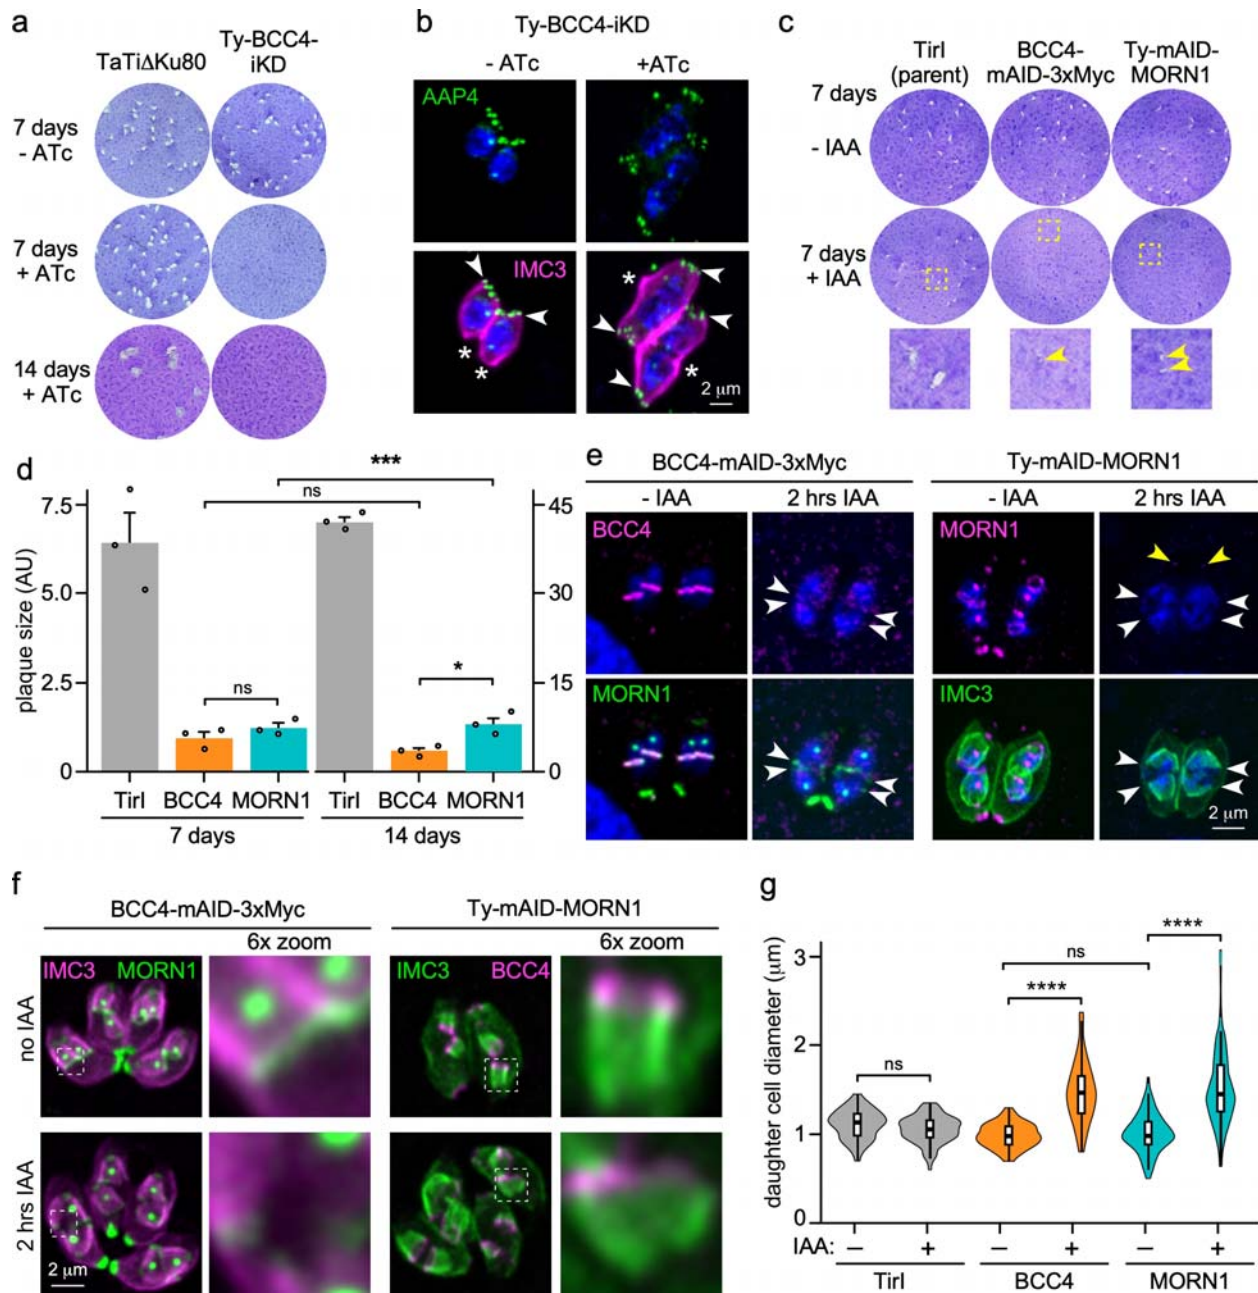 a
TaTiΔKu80
Ty-BCC4-
iKD
7 days
- ATc
7 days
+ ATc
14 days
+ ATc
b
Ty-BCC4-iKD
- ATc
+ATc
AAP4
IMC3
*
*
*
*
2 μm
c
TirI
(parent)
BCC4-
mAID-3xMyc
Ty-mAID-
MORN1
7 days
- IAA
7 days
+ IAA
d
plaque size (AU)
7.5
5.0
2.5
0
45
30
15
0
***
ns
ns
*
TirI BCC4 MORN1 TirI BCC4 MORN1
7 days 14 days
e
BCC4-mAID-3xMyc
- IAA 2 hrs IAA
BCC4
MORN1
Ty-mAID-MORN1
- IAA 2 hrs IAA
MORN1
IMC3
2 μm
f
BCC4-mAID-3xMyc
6x zoom
IMC3 MORN1
Ty-mAID-MORN1
6x zoom
IMC3 BCC4
no IAA
2 hrs IAA
2 μm
g
daughter cell diameter (μm)
3
2
1
0
ns
****
ns
****
IAA: – + – + – +
TirI BCC4 MORN1